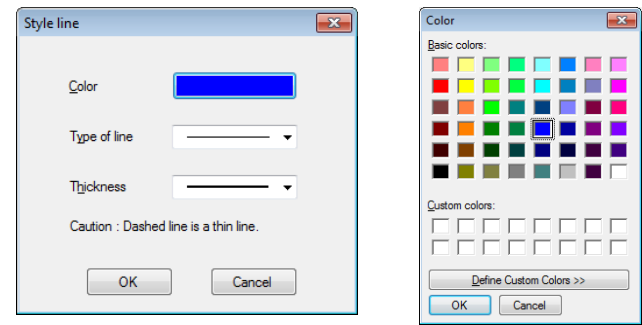 Style line
Color
Type of line
Thickness
Caution : Dashed line is a thin line.
OK
Cancel
Color
Basic colors:
Custom colors:
Define Custom Colors >>
OK
Cancel